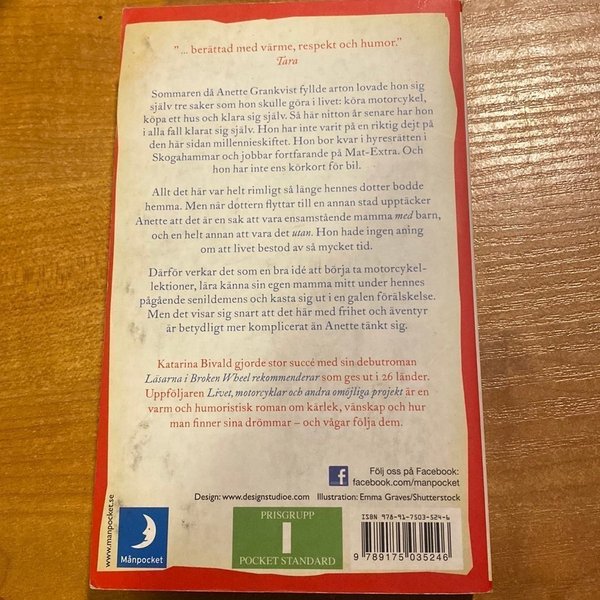 ”... berättad med värme, respekt och humor.”
Tara
Sommaren då Anette Grankvist fyllde arton lovade hon sig
själv tre saker som hon skulle göra i livet: köra motorcykel,
köpa ett hus och klara sig själv. Så här nitton år senare har hon
i alla fall klarat sig själv. Hon har inte varit på en riktig dejt på
den här sidan millennieskiftet. Hon bor kvar i hyresrätten i
Skogahammar och jobbar fortfarande på Mat-Extra. Och
hon har inte ens körkort för bil.
Allt det här var helt rimligt så länge hennes dotter bodde
hemma. Men när dottern flyttar till en annan stad upptäcker
Anette att det är en sak att vara ensamstående mamma med barn,
och en helt annan att vara det utan. Hon hade ingen aning
om att livet bestod av så mycket tid.
Därför verkar det som en bra idé att börja ta motorcykel-
lektioner, lära känna sin egen mamma mitt under hennes
pågående senildemens och kasta sig ut i en galen förälskelse.
Men det visar sig snart att det här med frihet och äventyr
är betydligt mer komplicerat än Anette tänkt sig.
Katarina Bivald gjorde stor succé med sin debutroman
Läsarna i Broken Wheel rekommenderar som ges ut i 26 länder.
Uppföljaren Livet, motorcyklar och andra omöjliga projekt är en
varm och humoristisk roman om kärlek, vänskap och hur
man finner sina drömmar – och vågar följa dem.
f
Följ oss på Facebook:
facebook.com/manpocket
Design: www.designstudioe.com Illustration: Emma Graves/Shutterstock
www.manpocket.se
Månpocket
PRISGRUPP
1
POCKET STANDARD
ISBN 978-91-7503-524-6
9 789175 035246